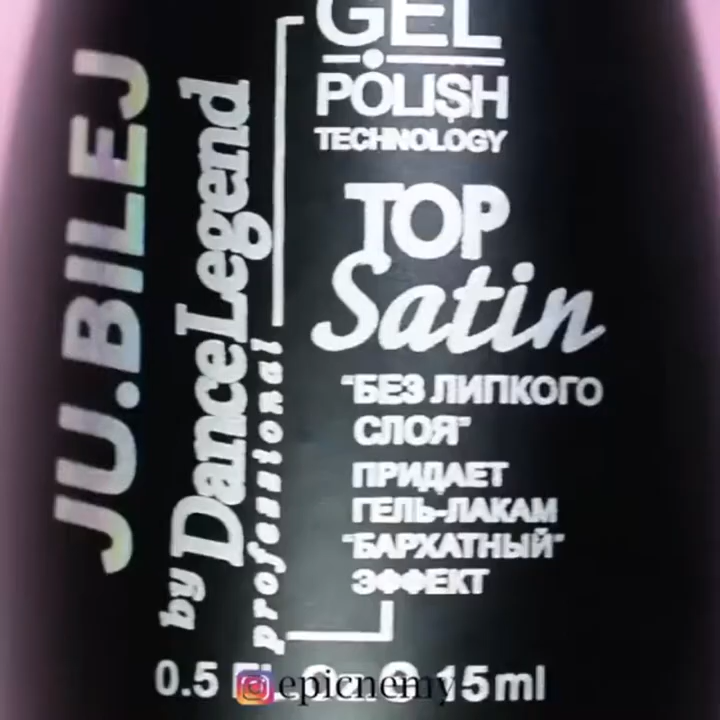 JU.BILEJ
by DanceLegend
professional
GEL
POLISH
TECHNOLOGY
TOP
Satin
"БЕЗ ЛИПКОГО
СЛОЯ"
ПРИДАЕТ
ГЕЛЬ-ЛАКАМ
"БАРХАТНЫЙ"
ЭФФЕКТ
0.5 15ml
epicnemy